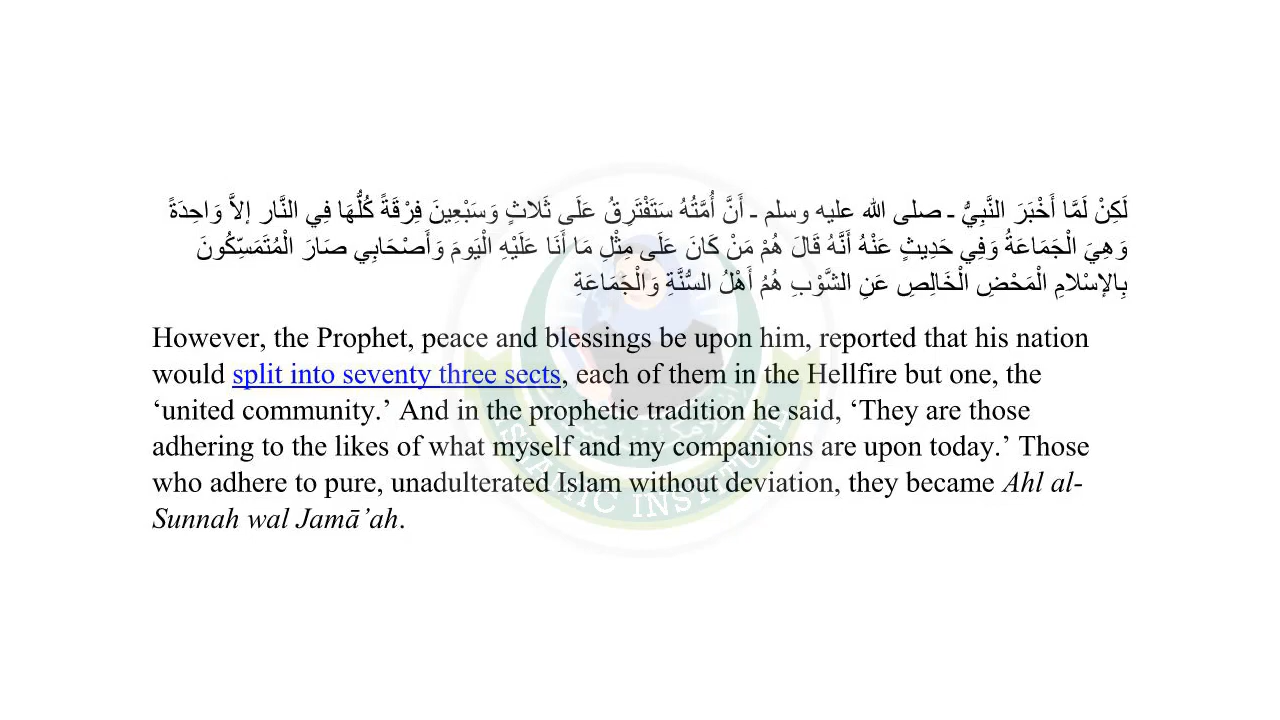 لَكِنْ لَمَّا أَخْبَرَ النَّبِيُّ ـ صلى الله عليه وسلم ـ أَنَّ أُمَّتُهُ سَتَفْتَرِقُ عَلَى ثَلاثٍ وَسَبْعِينَ فِرْقَةً كُلُّهَا فِي النَّار إلاَّ وَاحِدَةً
وَهِيَ الْجَمَاعَةُ وَفِي حَدِيثٍ عَنْهُ أَنَّهُ قَالَ هُمْ مَنْ كَانَ عَلَى مِثْلِ مَا أَنَا عَلَيْهِ الْيَومَ وَأَصْحَابِي صَارَ الْمُتَمَسِّكُونَ
بِالإسْلامِ الْمَحْضِ الْخَالِصِ عَنِ الشَّوْبِ هُمُ أَهْلُ السُّنَّةِ وَالْجَمَاعَةِ
However, the Prophet, peace and blessings be upon him, reported that his nation
would split into seventy three sects, each of them in the Hellfire but one, the
‘united community.’ And in the prophetic tradition he said, ‘They are those
adhering to the likes of what myself and my companions are upon today.’ Those
who adhere to pure, unadulterated Islam without deviation, they became Ahl al-
Sunnah wal Jamā’ah.
ISLAMIC INSTITUTE